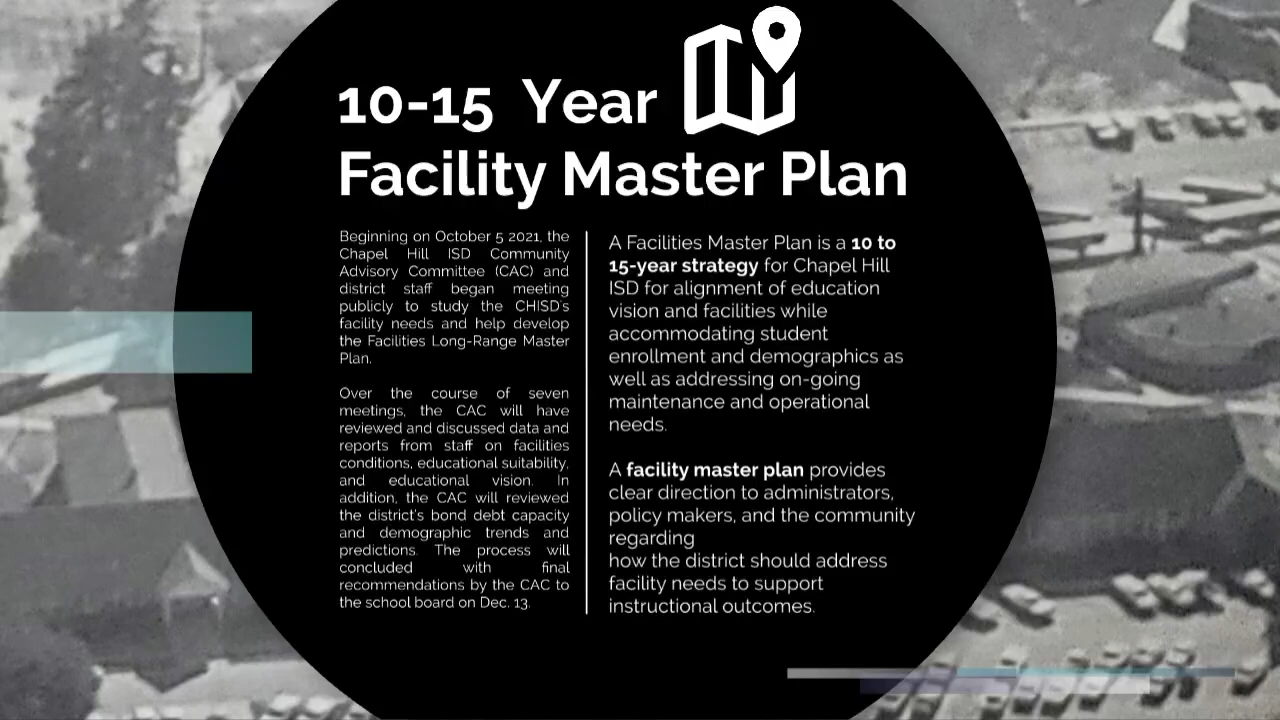 10-15 Year
Facility Master Plan
Beginning on October 5 2021, the
Chapel Hill ISD Community
Advisory Committee (CAC) and
district staff began meeting
publicly to study the CHISD's
facility needs and help develop
the Facilities Long-Range Master
Plan.
Over the course of seven
meetings, the CAC will have
reviewed and discussed data and
reports from staff on facilities
conditions, educational suitability,
and educational vision. In
addition, the CAC will reviewed
the district's bond debt capacity
and demographic trends and
predictions. The process will
concluded with final
recommendations by the CAC to
the school board on Dec. 13.
A Facilities Master Plan is a 10 to
15-year strategy for Chapel Hill
ISD for alignment of education
vision and facilities while
accommodating student
enrollment and demographics as
well as addressing on-going
maintenance and operational
needs.
A facility master plan provides
clear direction to administrators,
policy makers, and the community
regarding
how the district should address
facility needs to support
instructional outcomes.